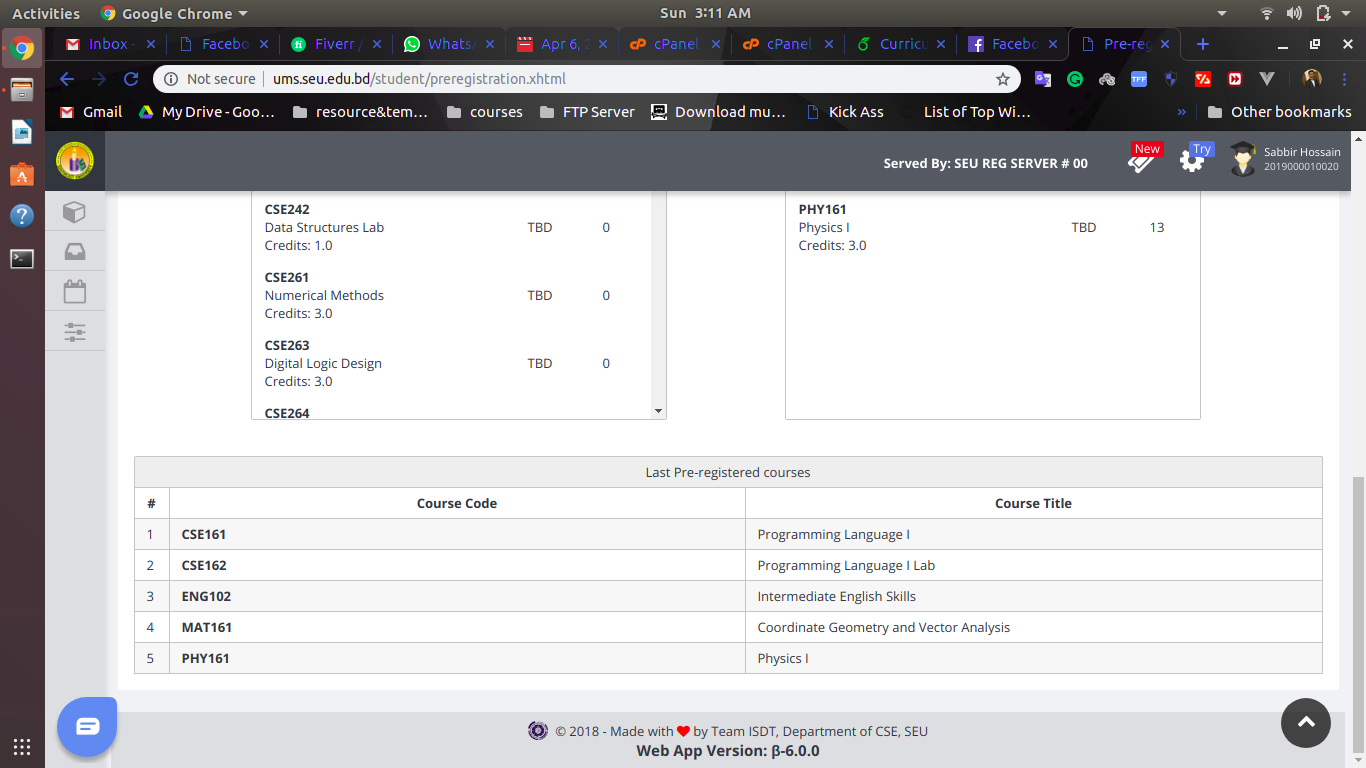 Activities Google Chrome Sun 3:11 AM
Inbox - Facebo Fiverr / Whats Apr 6, 2 cPanel cPanel Curricu Facebo Pre-reg
Not secure | ums.seu.edu.bd/student/preregistration.xhtml
Gmail My Drive - Goo... resource&tem... courses FTP Server Download mu... Kick Ass List of Top Wi... » Other bookmarks
Served By: SEU REG SERVER # 00 New Try Sabbir Hossain
2019000010020
CSE242
Data Structures Lab TBD 0
Credits: 1.0
CSE261
Numerical Methods TBD 0
Credits: 3.0
CSE263
Digital Logic Design TBD 0
Credits: 3.0
CSE264
PHY161
Physics I TBD 13
Credits: 3.0
Last Pre-registered courses
# Course Code Course Title
1 CSE161 Programming Language I
2 CSE162 Programming Language I Lab
3 ENG102 Intermediate English Skills
4 MAT161 Coordinate Geometry and Vector Analysis
5 PHY161 Physics I
© 2018 - Made with ❤ by Team ISDT, Department of CSE, SEU
Web App Version: β-6.0.0